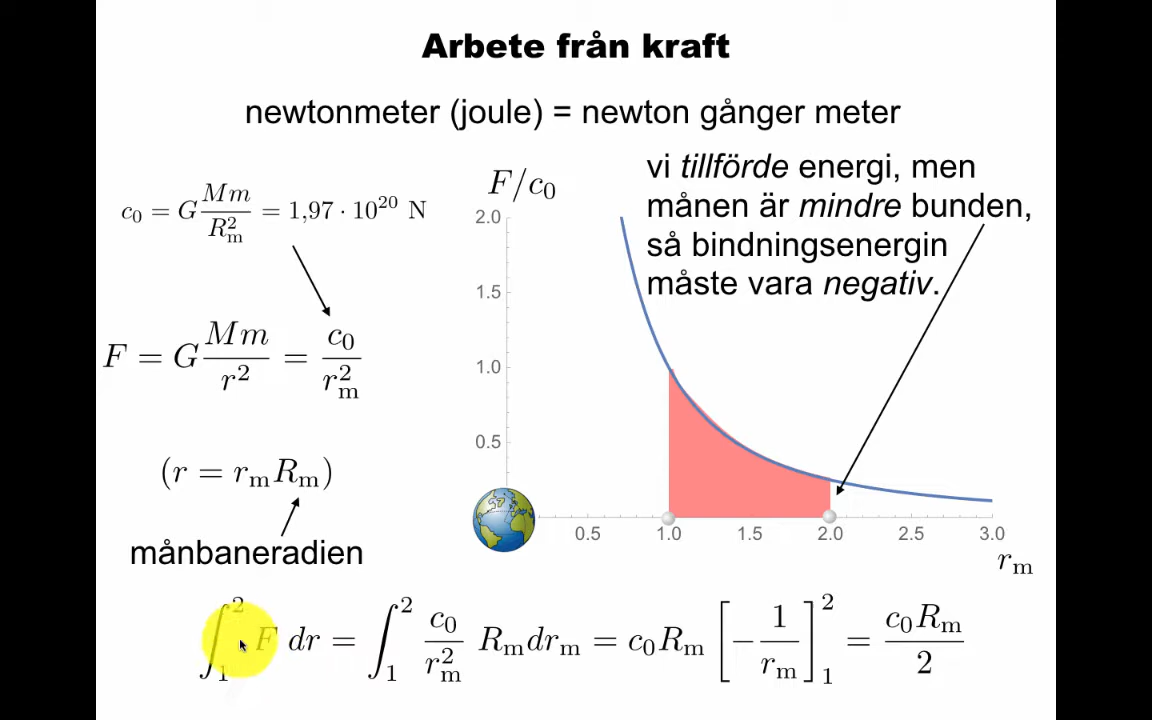 Arbete från kraft
newtonmeter (joule) = newton gånger meter
c₀ = G Mm/R²ₘ = 1,97 · 10²⁰ N
F = G Mm/r² = c₀/r²ₘ
(r = rₘRₘ)
månbaneradien
F/c₀
vi tillförde energi, men
månen är mindre bunden,
så bindningsenergin
måste vara negativ.
2.0
1.5
1.0
0.5
0.5 1.0 1.5 2.0 2.5 3.0
rₘ
∫₁² F dr = ∫₁² c₀/r²ₘ Rₘdrₘ = c₀Rₘ [−1/rₘ]₁² = c₀Rₘ/2